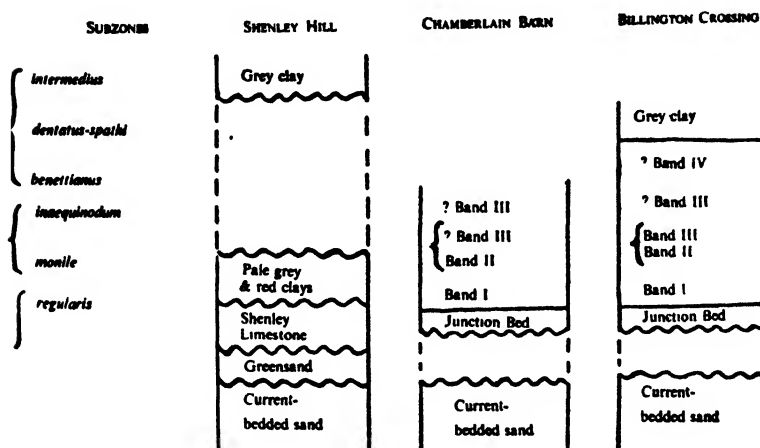 SUBZONES
intermedius
dentatus-spathi
benettianus
inaequinodum
monile
regularis
SHENLEY HILL
Grey clay
Pale grey
& red clays
Shenley
Limestone
Greensand
Current-
bedded sand
CHAMBERLAIN BARN
? Band III
? Band III
Band II
Band I
Junction Bed
Current-
bedded sand
BILLINGTON CROSSING
Grey clay
? Band IV
? Band III
Band III
Band II
Band I
Junction Bed
Current-
bedded sand